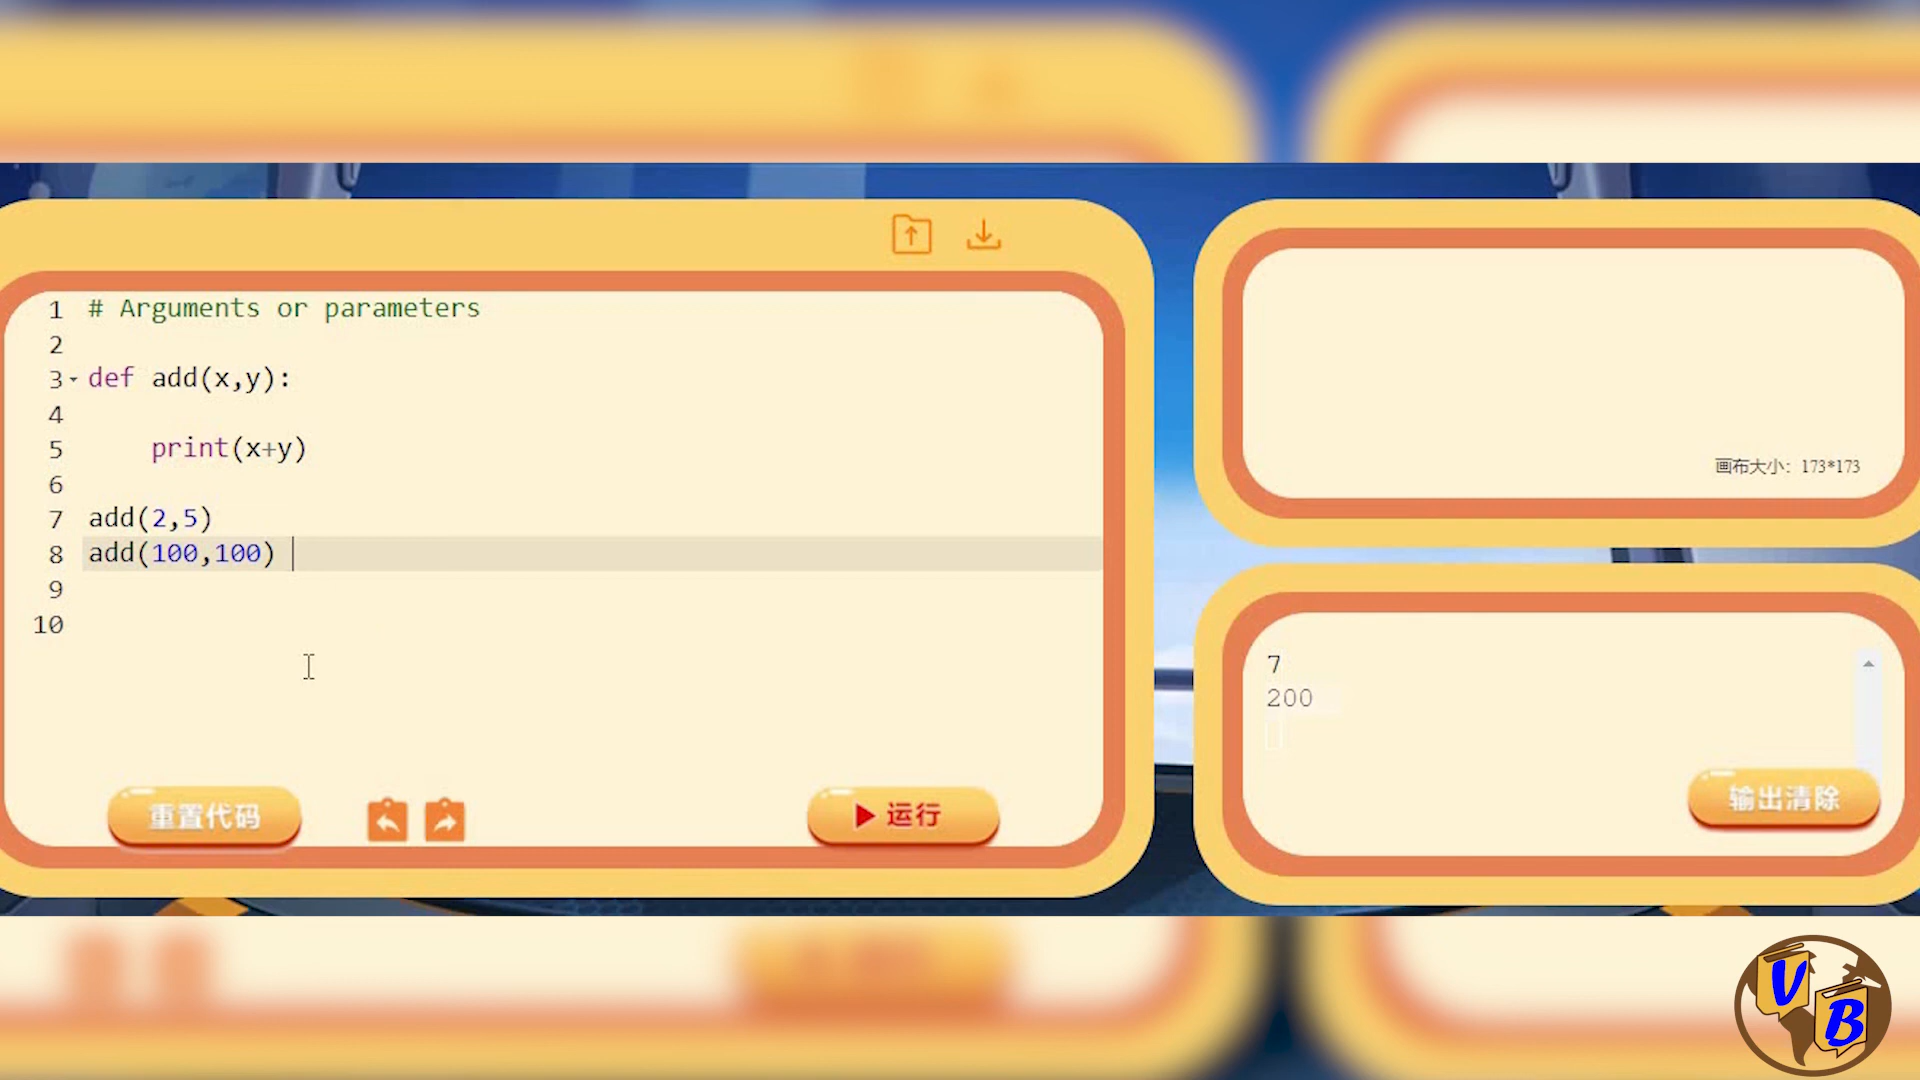 1 # Arguments or parameters
2
3 def add(x,y):
4
5     print(x+y)
6
7 add(2,5)
8 add(100,100)
9
10
重置代码
运行
画布大小: 173*173
7
200
输出清除
V
B